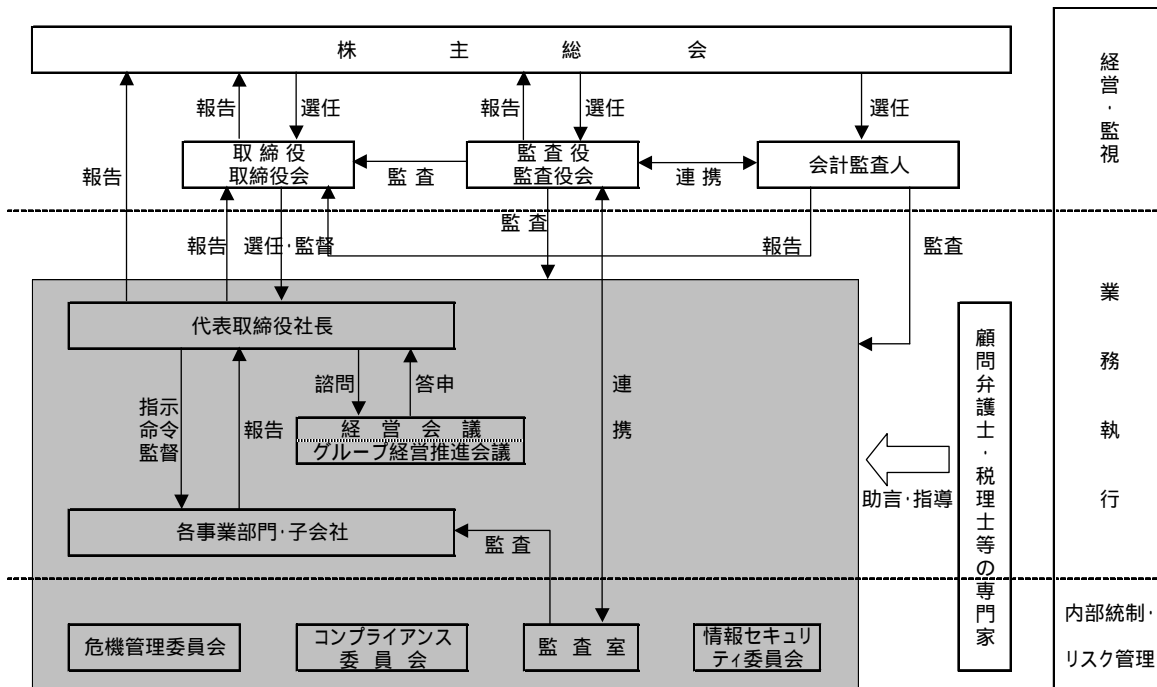 株主総会
報告
選任
報告
選任
選任
取締役
取締役会
監査
監査役
監査役会
連携
会計監査人
報告
監査
報告
選任・監督
報告
監査
代表取締役社長
諮問
答申
指示
命令
監督
報告
経営会議
グループ経営推進会議
連携
各事業部門・子会社
監査
助言・指導
顧問弁護士・税理士等の専門家
危機管理委員会
コンプライアンス
委員会
監査室
情報セキュリ
ティ委員会
経営・監視
業務執行
内部統制・
リスク管理